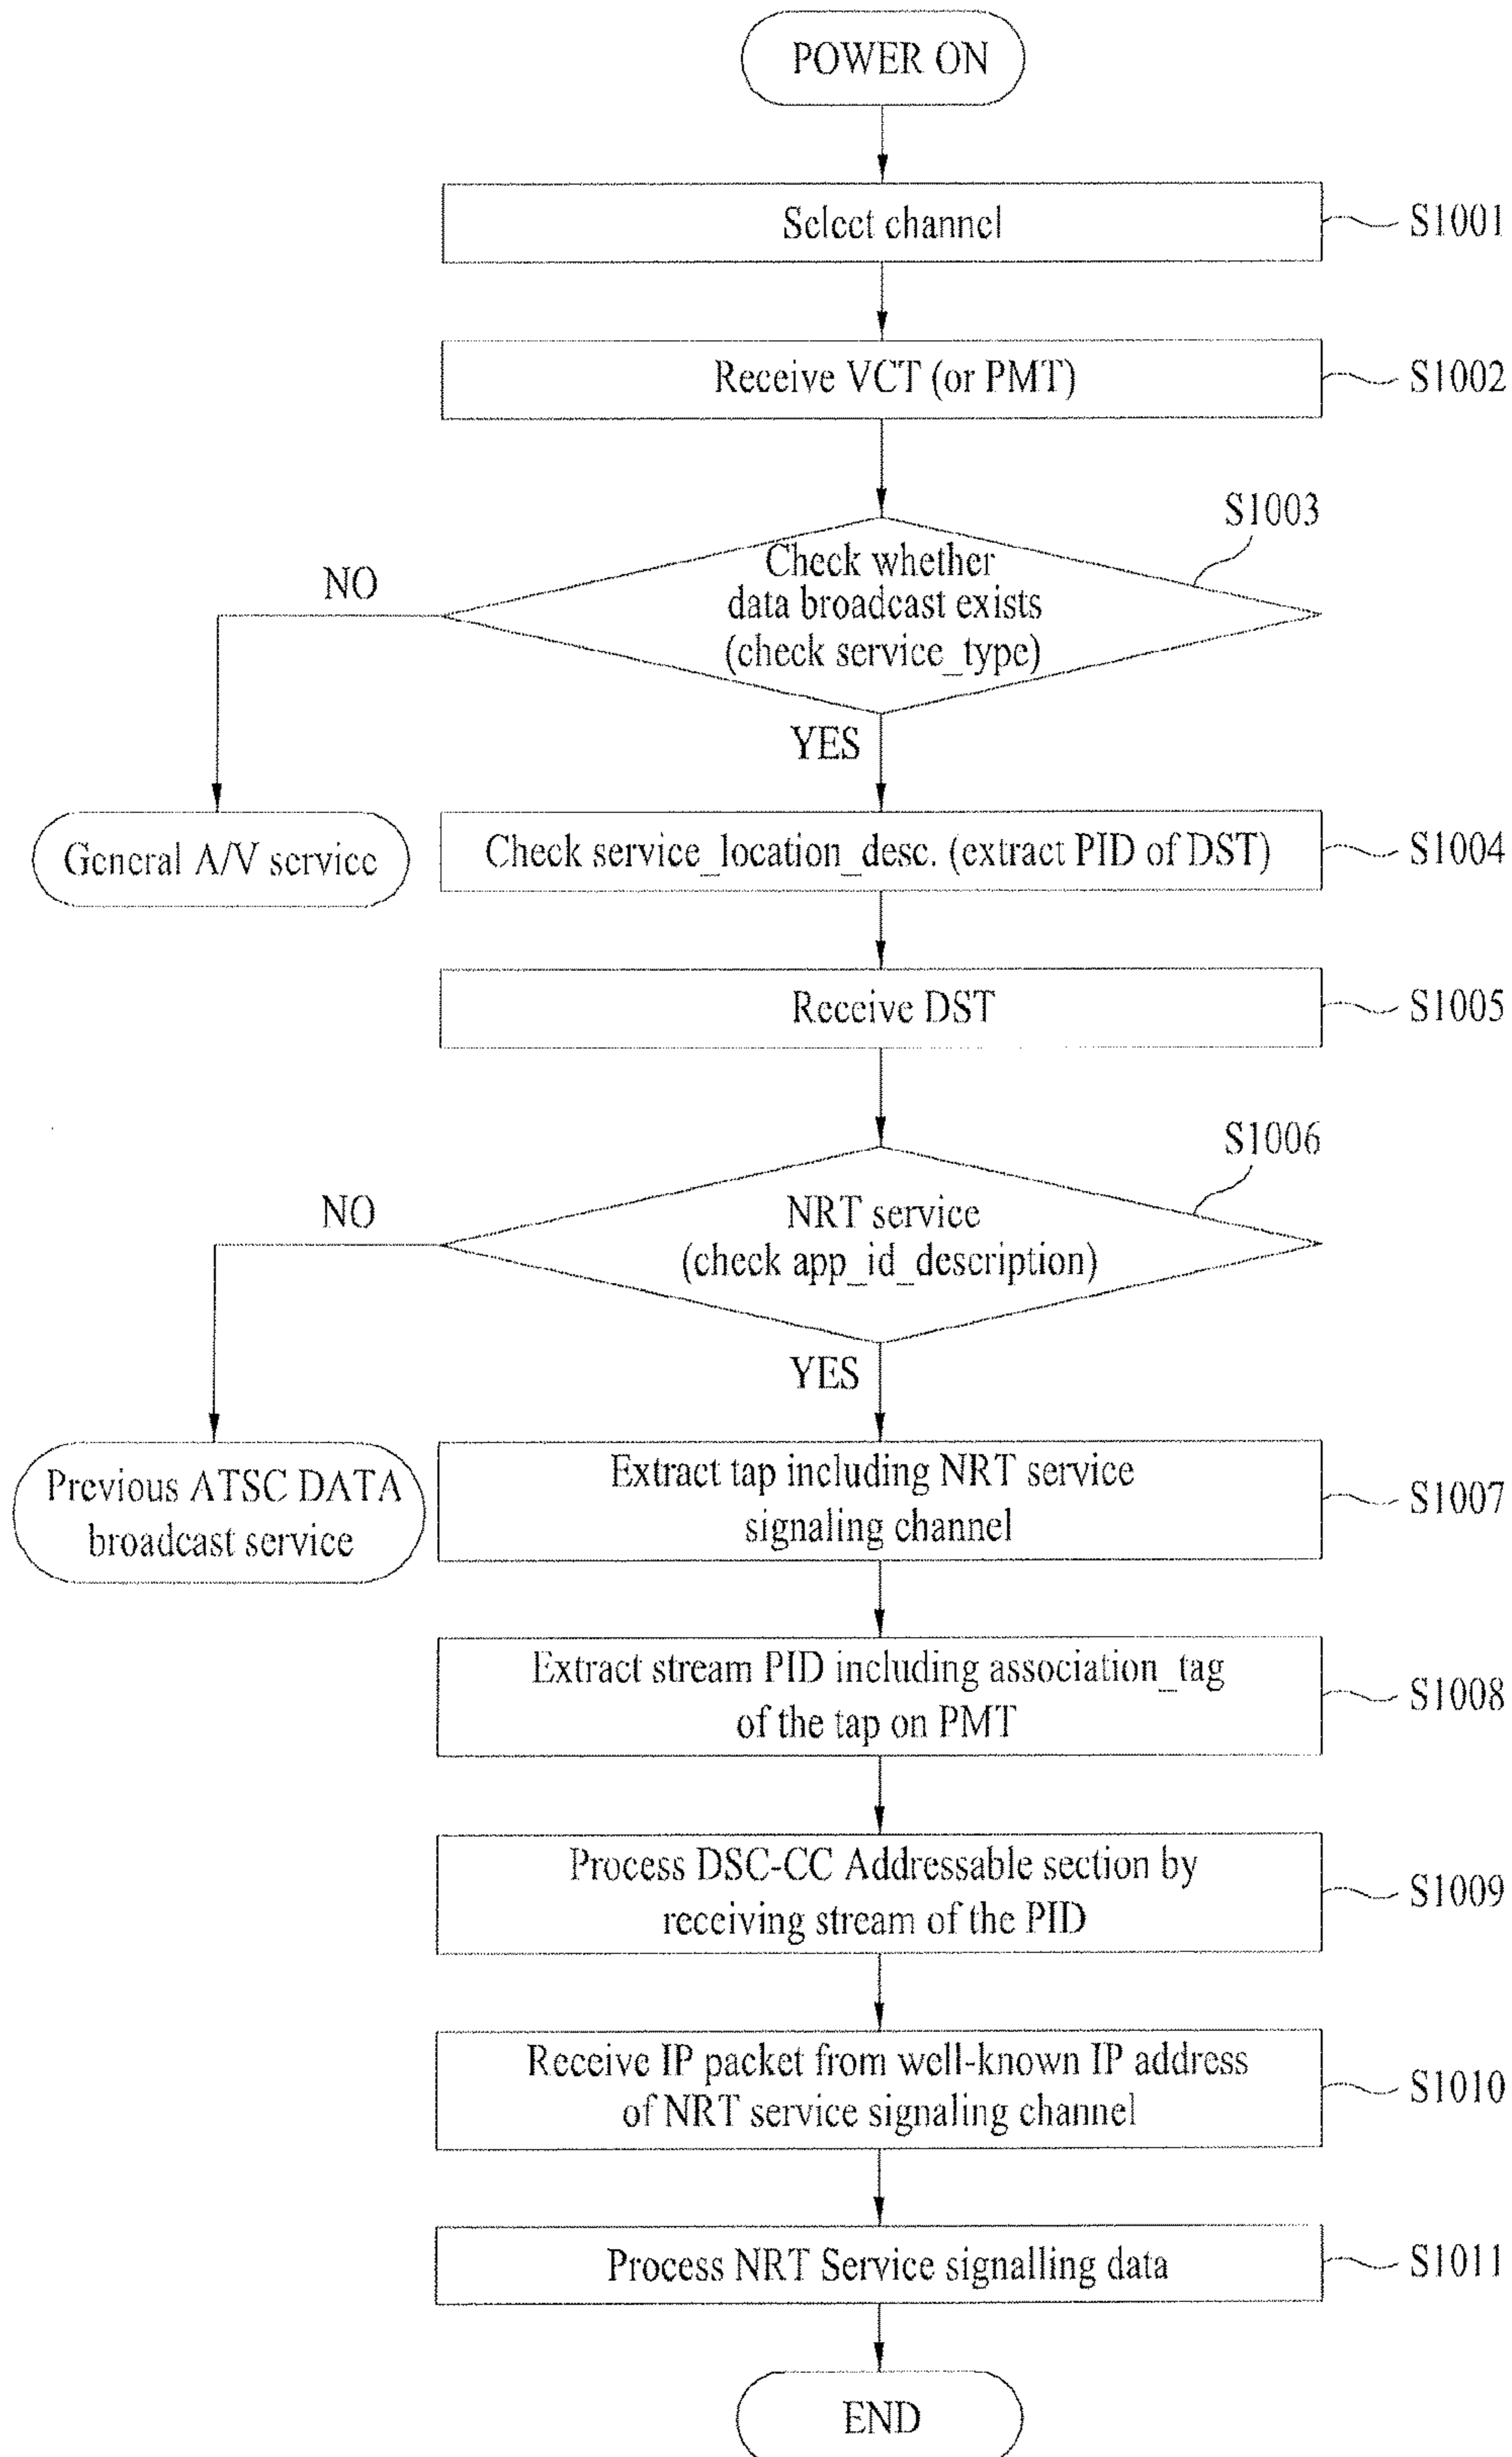 POWER ON
Select channel
S1001
Receive VCT (or PMT)
S1002
S1003
Check whether
data broadcast exists
(check service_type)
NO
YES
General A/V service
Check service_location_desc. (extract PID of DST)
S1004
Receive DST
S1005
S1006
NRT service
(check app_id_description)
NO
YES
Previous ATSC DATA
broadcast service
Extract tap including NRT service
signaling channel
S1007
Extract stream PID including association_tag
of the tap on PMT
S1008
Process DSC-CC Addressable section by
receiving stream of the PID
S1009
Receive IP packet from well-known IP address
of NRT service signaling channel
S1010
Process NRT Service signalling data
S1011
END